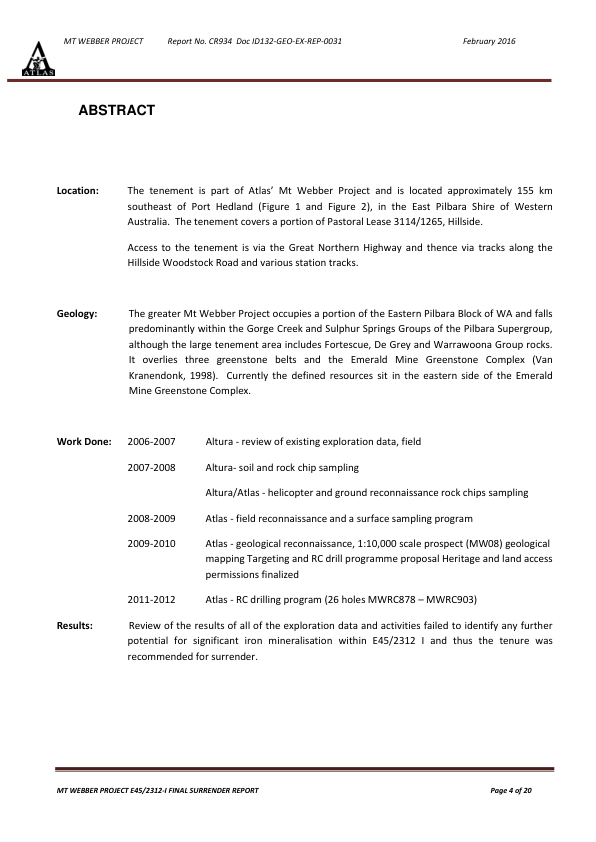 MT WEBBER PROJECT Report No. CR934 Doc ID132-GEO-EX-REP-0031 February 2016
ATLAS
ABSTRACT
Location: The tenement is part of Atlas' Mt Webber Project and is located approximately 155 km
southeast of Port Hedland (Figure 1 and Figure 2), in the East Pilbara Shire of Western
Australia. The tenement covers a portion of Pastoral Lease 3114/1265, Hillside.
Access to the tenement is via the Great Northern Highway and thence via tracks along the
Hillside Woodstock Road and various station tracks.
Geology: The greater Mt Webber Project occupies a portion of the Eastern Pilbara Block of WA and falls
predominantly within the Gorge Creek and Sulphur Springs Groups of the Pilbara Supergroup,
although the large tenement area includes Fortescue, De Grey and Warrawoona Group rocks.
It overlies three greenstone belts and the Emerald Mine Greenstone Complex (Van
Kranendonk, 1998). Currently the defined resources sit in the eastern side of the Emerald
Mine Greenstone Complex.
Work Done: 2006-2007 Altura - review of existing exploration data, field
2007-2008 Altura- soil and rock chip sampling
Altura/Atlas - helicopter and ground reconnaissance rock chips sampling
2008-2009 Atlas - field reconnaissance and a surface sampling program
2009-2010 Atlas - geological reconnaissance, 1:10,000 scale prospect (MW08) geological
mapping Targeting and RC drill programme proposal Heritage and land access
permissions finalized
2011-2012 Atlas - RC drilling program (26 holes MWRC878 – MWRC903)
Results: Review of the results of all of the exploration data and activities failed to identify any further
potential for significant iron mineralisation within E45/2312 I and thus the tenure was
recommended for surrender.
MT WEBBER PROJECT E45/2312-I FINAL SURRENDER REPORT Page 4 of 20